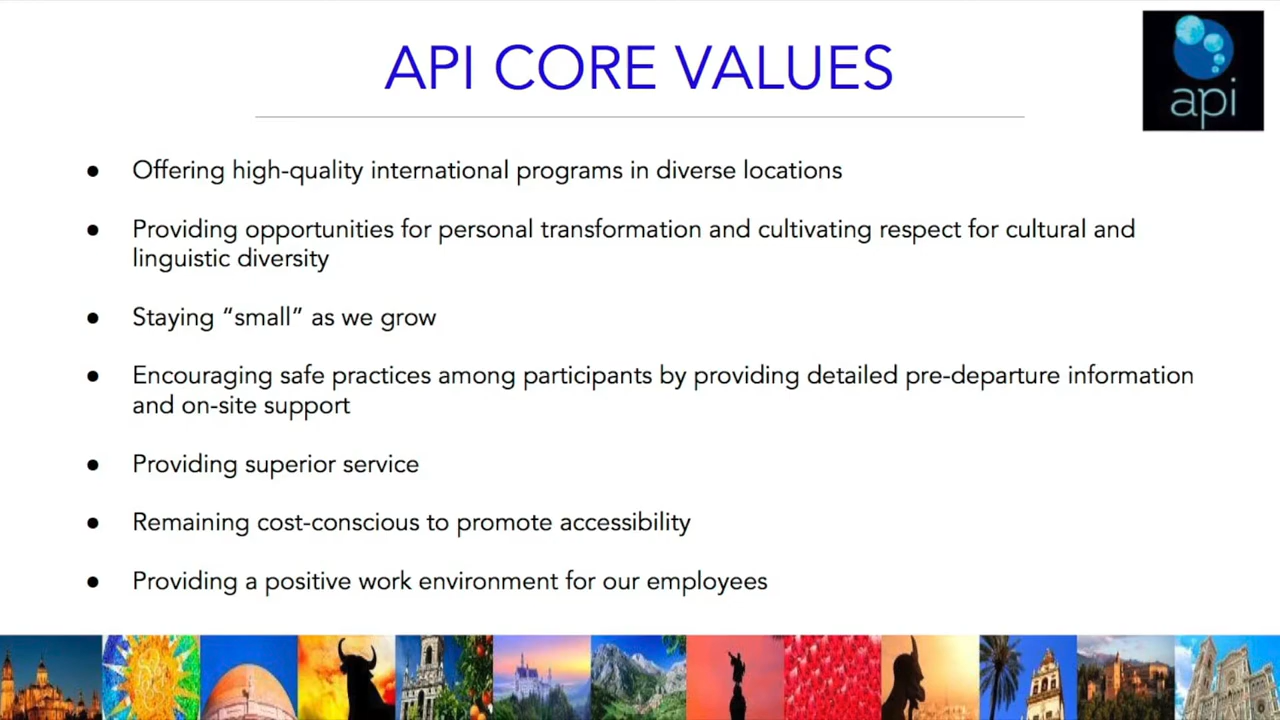 API CORE VALUES
api
● Offering high-quality international programs in diverse locations
● Providing opportunities for personal transformation and cultivating respect for cultural and
linguistic diversity
● Staying “small” as we grow
● Encouraging safe practices among participants by providing detailed pre-departure information
and on-site support
● Providing superior service
● Remaining cost-conscious to promote accessibility
● Providing a positive work environment for our employees